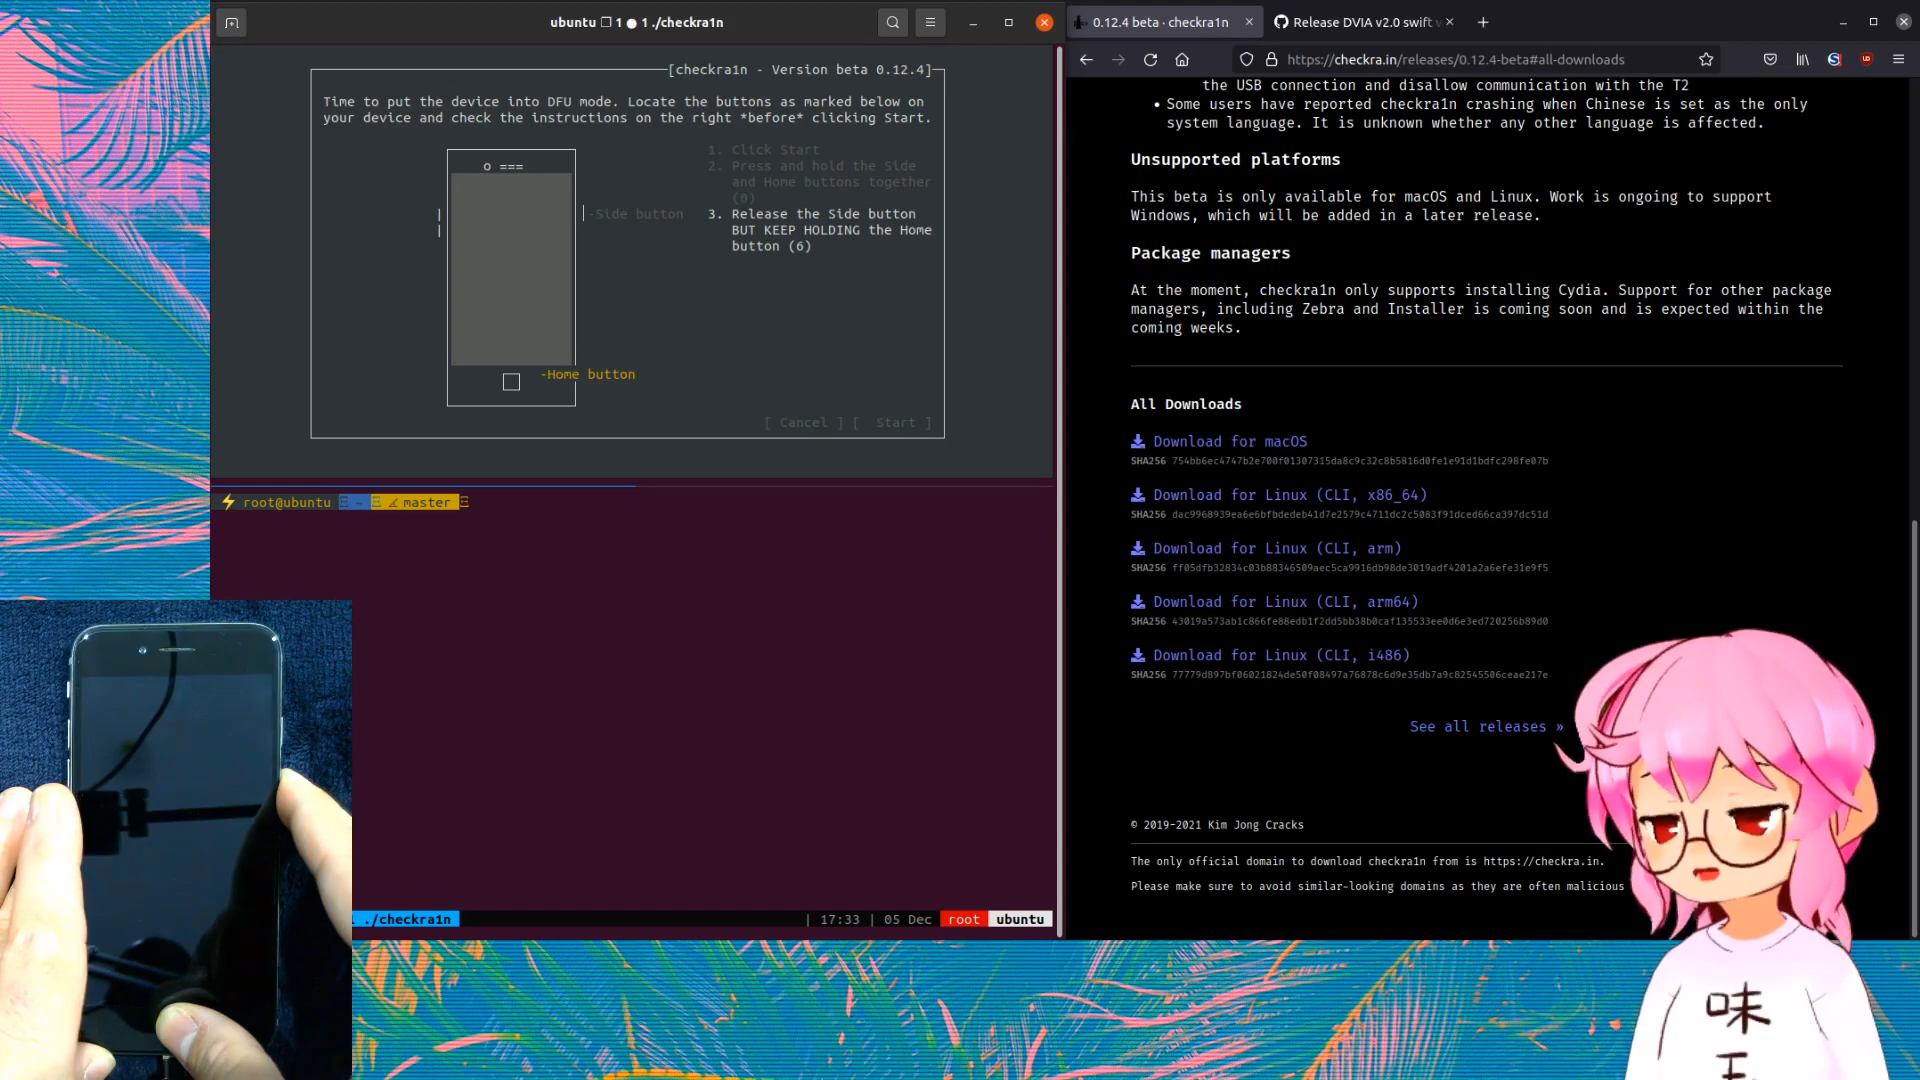 ubuntu ❐ 1 ● 1 ./checkra1n
[checkra1n - Version beta 0.12.4]
Time to put the device into DFU mode. Locate the buttons as marked below on
your device and check the instructions on the right *before* clicking Start.
o ===
-Side button
-Home button
1. Click Start
2. Press and hold the Side
and Home buttons together
(0)
3. Release the Side button
BUT KEEP HOLDING the Home
button (6)
[ Cancel ] [ Start ]
⚡ root@ubuntu ~ master
./checkra1n
| 17:33 | 05 Dec root ubuntu
0.12.4 beta · checkra1n
Release DVIA v2.0 swift v
https://checkra.in/releases/0.12.4-beta#all-downloads
the USB connection and disallow communication with the T2
• Some users have reported checkra1n crashing when Chinese is set as the only
system language. It is unknown whether any other language is affected.
Unsupported platforms
This beta is only available for macOS and Linux. Work is ongoing to support
Windows, which will be added in a later release.
Package managers
At the moment, checkra1n only supports installing Cydia. Support for other package
managers, including Zebra and Installer is coming soon and is expected within the
coming weeks.
All Downloads
Download for macOS
SHA256 754bb6ec4747b2e700f01307315da8c9c32c8b5816d0fe1e91d1bdfc298fe07b
Download for Linux (CLI, x86_64)
SHA256 dac9968939ea6e6bfbdedeb41d7e2579c4711dc2c5083f91dced66ca397dc51d
Download for Linux (CLI, arm)
SHA256 ff05dfb32834c03b88346509aec5ca9916db98de3019adf4201a2a6efe31e9f5
Download for Linux (CLI, arm64)
SHA256 43019a573ab1c866fe88edb1f2dd5bb38b0caf135533ee0d6e3ed720256b89d0
Download for Linux (CLI, i486)
SHA256 77779d897bf06021824de50f08497a76878c6d9e35db7a9c82545506ceae217e
See all releases »
© 2019-2021 Kim Jong Cracks
The only official domain to download checkra1n from is https://checkra.in.
Please make sure to avoid similar-looking domains as they are often malicious
味